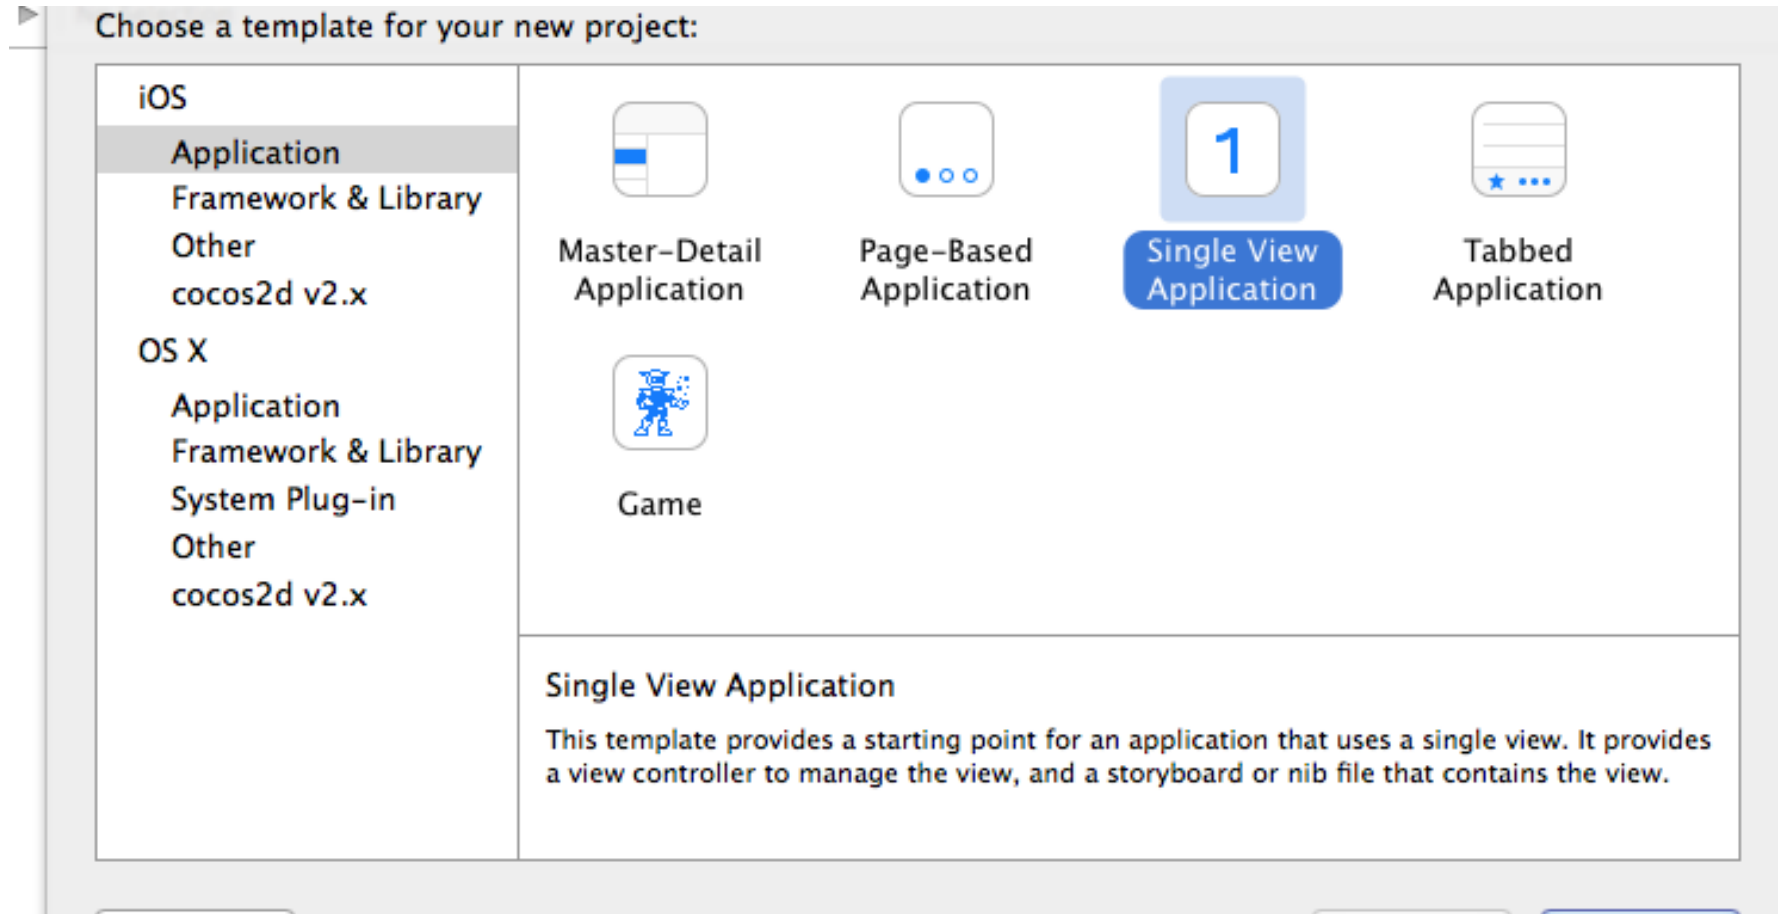 Choose a template for your new project:
iOS
Application
Framework & Library
Other
cocos2d v2.x
OS X
Application
Framework & Library
System Plug-in
Other
cocos2d v2.x
1
Master-Detail
Application
Page-Based
Application
Single View
Application
Tabbed
Application
Game
Single View Application
This template provides a starting point for an application that uses a single view. It provides
a view controller to manage the view, and a storyboard or nib file that contains the view.